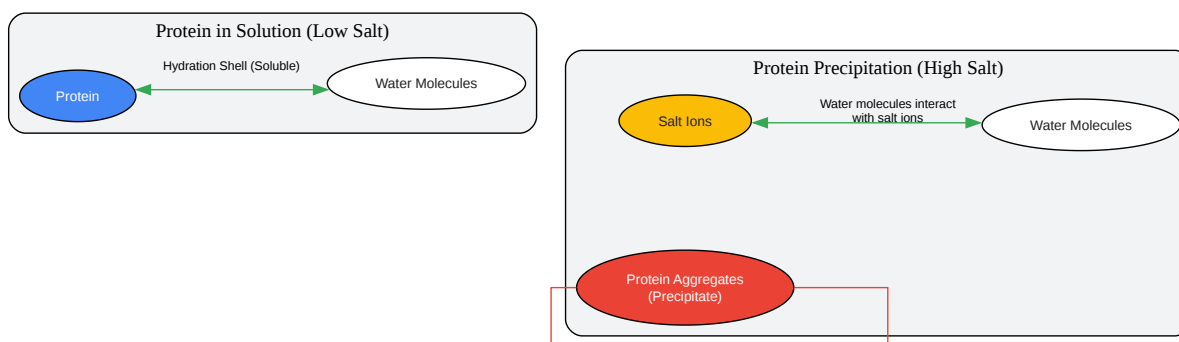 Protein in Solution (Low Salt)
Hydration Shell (Soluble)
Protein
Water Molecules
Protein Precipitation (High Salt)
Water molecules interact
with salt ions
Salt Ions
Water Molecules
Protein Aggregates
(Precipitate)